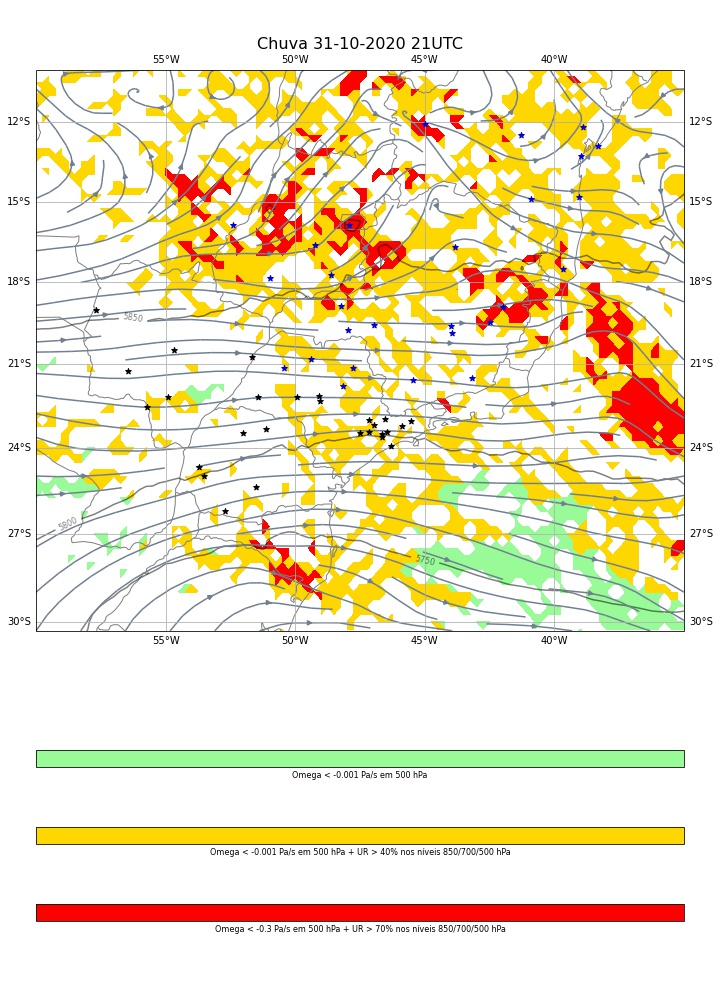 Chuva 31-10-2020 21UTC
55°W 50°W 45°W 40°W
12°S 12°S
15°S 15°S
18°S 18°S
5850
21°S 21°S
24°S 24°S
5800
27°S 27°S
5750
30°S 30°S
55°W 50°W 45°W 40°W
Omega < -0.001 Pa/s em 500 hPa
Omega < -0.001 Pa/s em 500 hPa + UR > 40% nos níveis 850/700/500 hPa
Omega < -0.3 Pa/s em 500 hPa + UR > 70% nos níveis 850/700/500 hPa